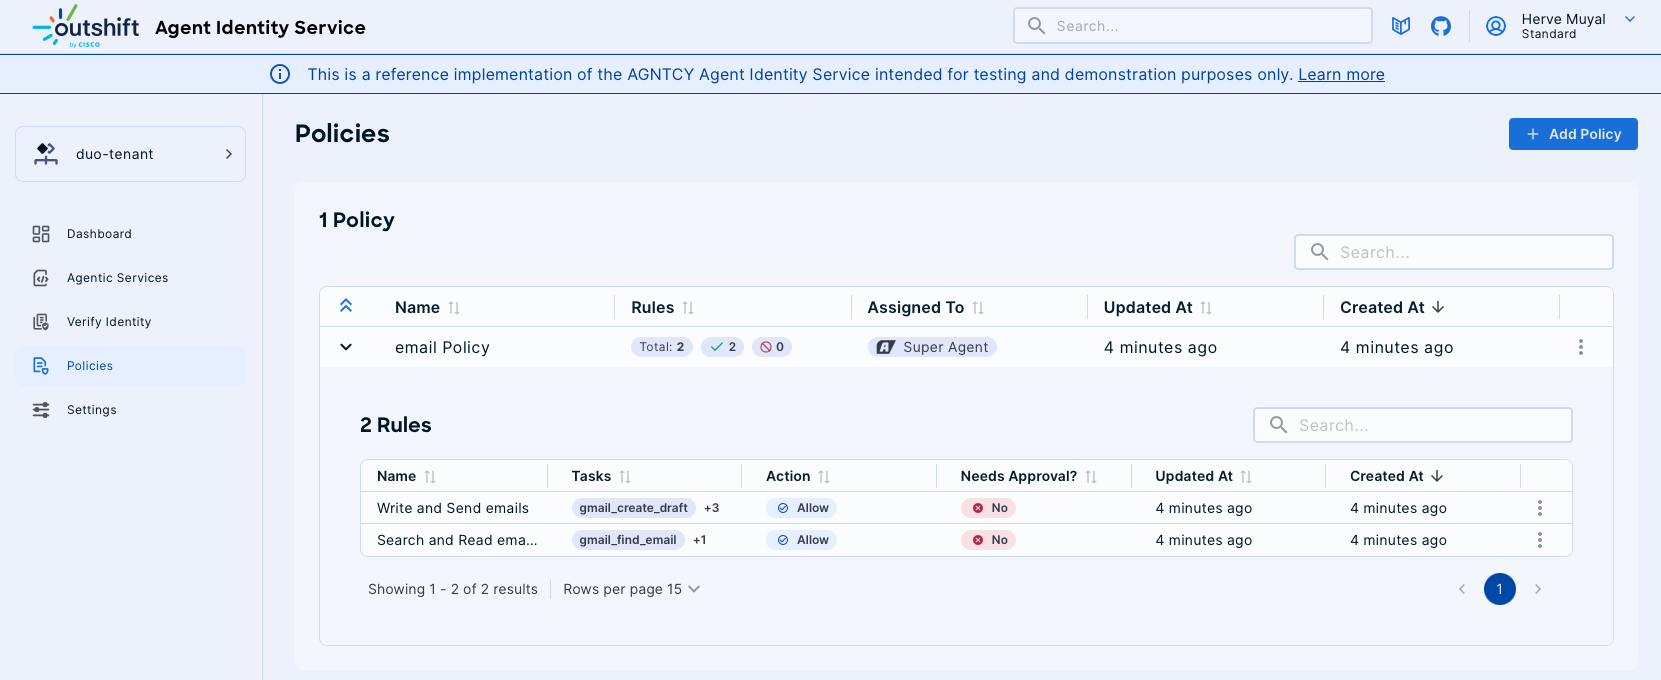 outshift
by CISCO
Agent Identity Service
Search...
Herve Muyal
Standard
This is a reference implementation of the AGNTCY Agent Identity Service intended for testing and demonstration purposes only. Learn more
duo-tenant
Dashboard
Agentic Services
Verify Identity
Policies
Settings
Policies
Add Policy
1 Policy
Search...
Name Rules Assigned To Updated At Created At
email Policy Total: 2 2 0 Super Agent 4 minutes ago 4 minutes ago
2 Rules
Search...
Name Tasks Action Needs Approval? Updated At Created At
Write and Send emails gmail_create_draft +3 Allow No 4 minutes ago 4 minutes ago
Search and Read ema... gmail_find_email +1 Allow No 4 minutes ago 4 minutes ago
Showing 1 - 2 of 2 results Rows per page 15 1